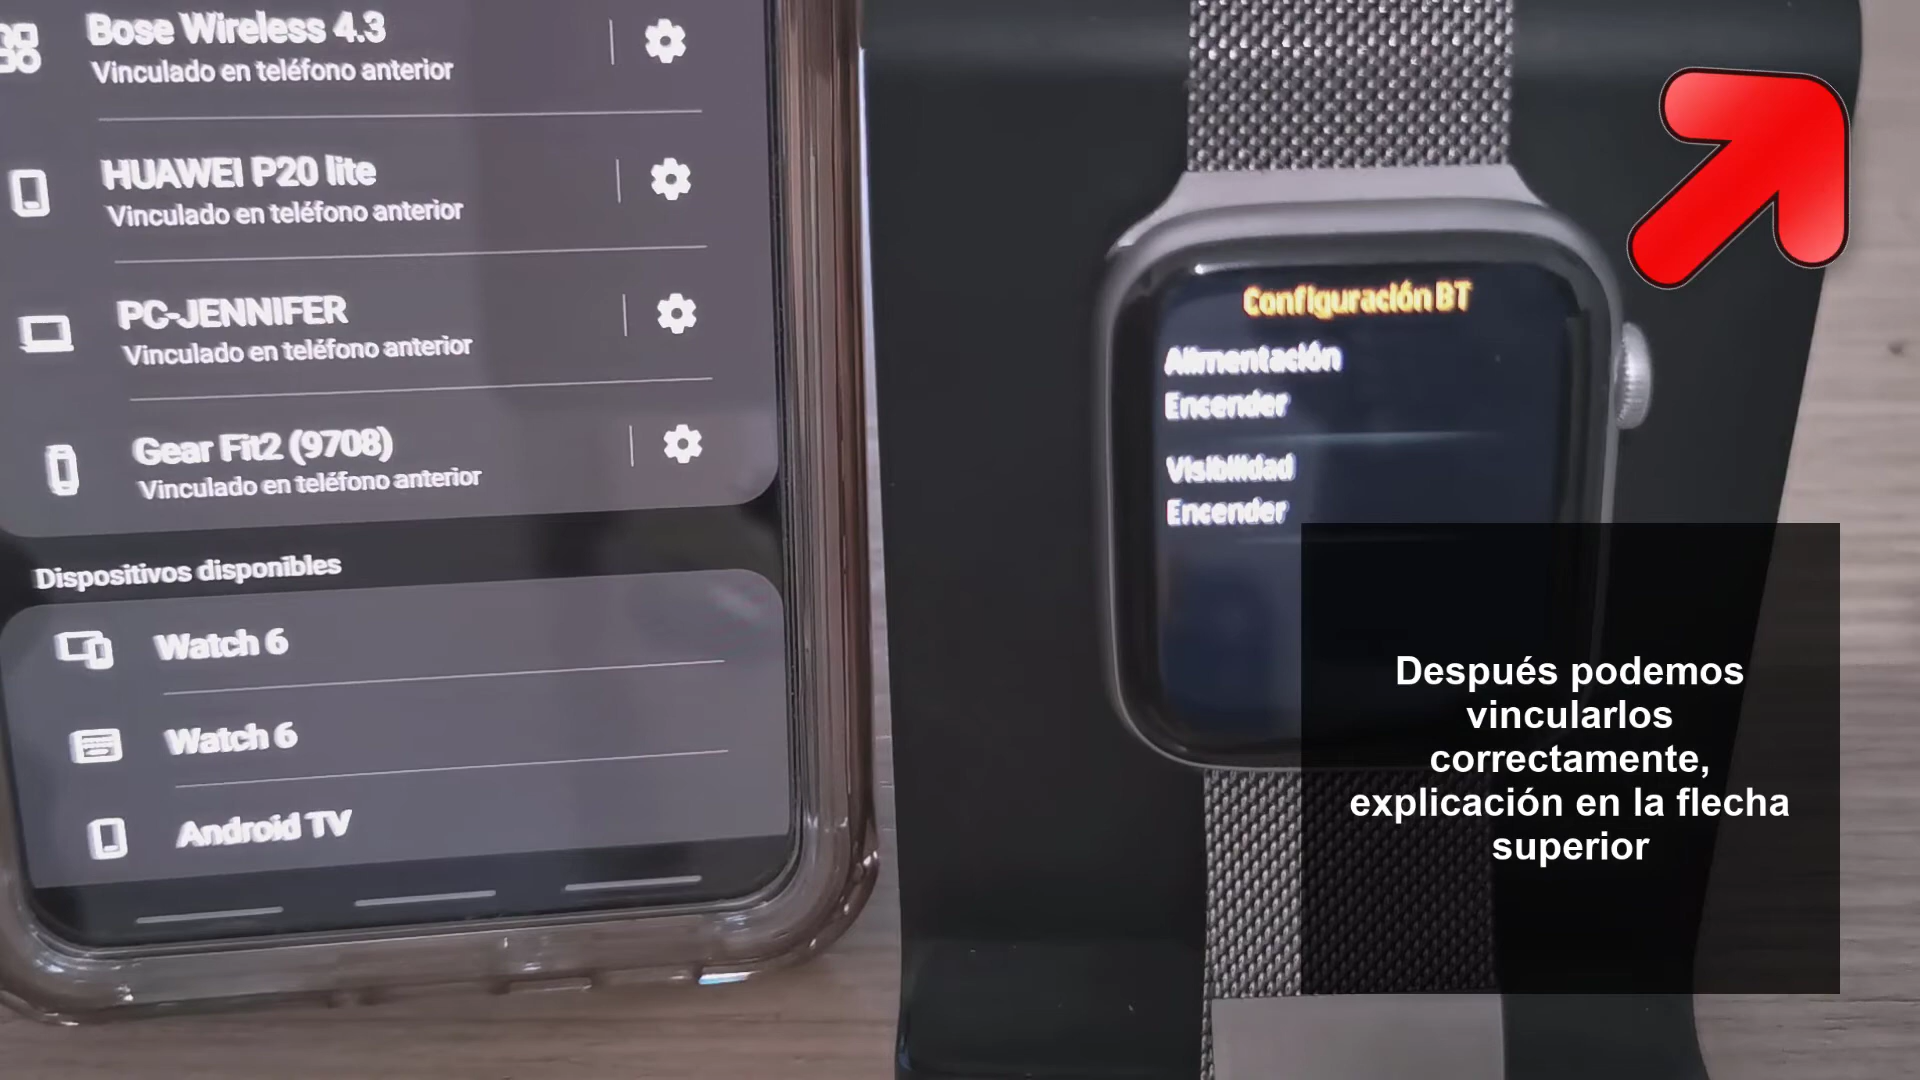 Bose Wireless 4.3
Vinculado en teléfono anterior
HUAWEI P20 lite
Vinculado en teléfono anterior
PC-JENNIFER
Vinculado en teléfono anterior
Gear Fit2 (9708)
Vinculado en teléfono anterior
Dispositivos disponibles
Watch 6
Watch 6
Android TV
Configuración BT
Alimentación
Encender
Visibilidad
Encender
Después podemos
vincularlos
correctamente,
explicación en la flecha
superior